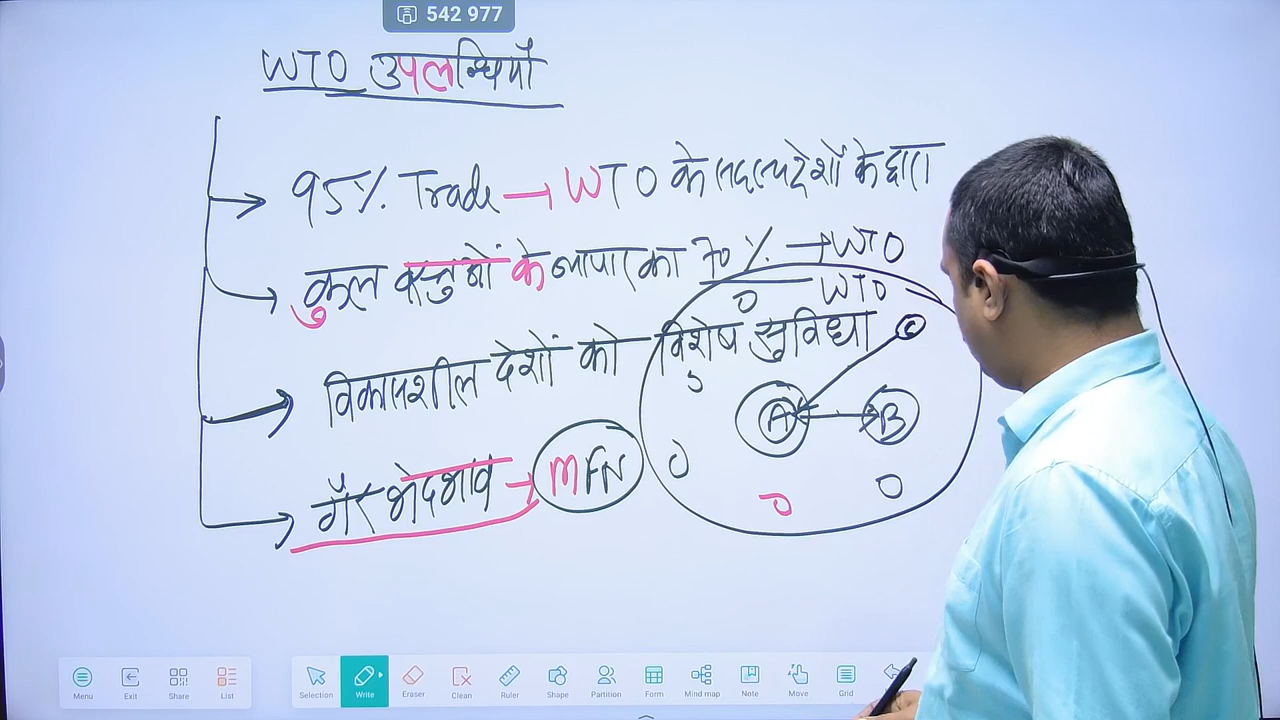 542 977
WTO उपलब्धियाँ
95% Trade → WTO के सदस्य देशों के द्वारा
कुल वस्तुओं के व्यापार का 70% → WTO
WTO
विकासशील देशों को विशेष सुविधा
C
A B
गैर भेदभाव → MFN
Menu Exit Share List Selection Write Eraser Clean Ruler Shape Partition Form Mind map Note Move Grid